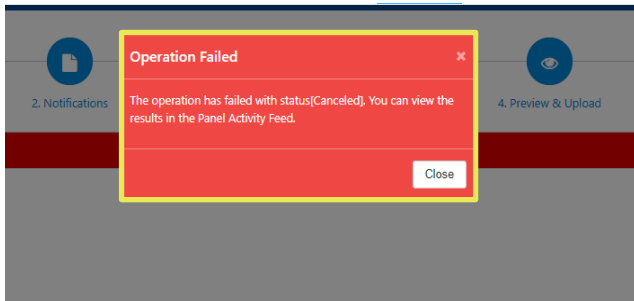 Operation Failed ×
2. Notifications
The operation has failed with status[Canceled]. You can view the
results in the Panel Activity Feed.
4. Preview & Upload
Close